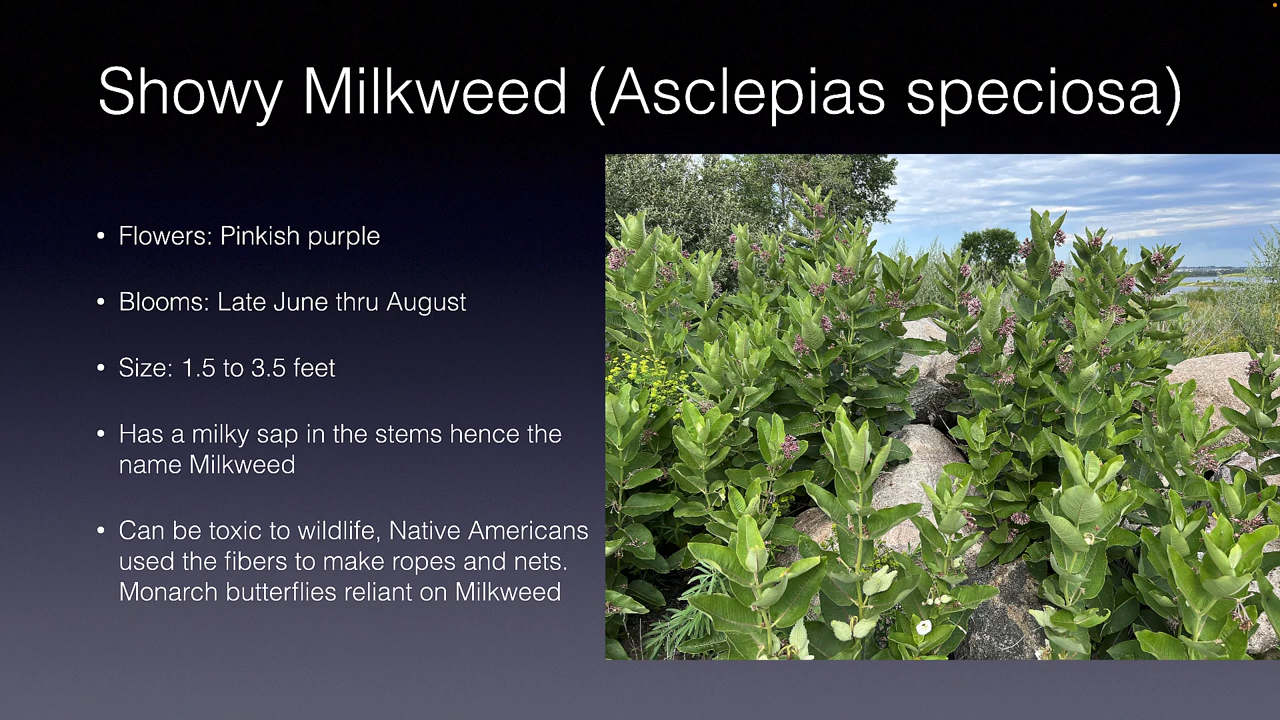 Showy Milkweed (Asclepias speciosa)
• Flowers: Pinkish purple
• Blooms: Late June thru August
• Size: 1.5 to 3.5 feet
• Has a milky sap in the stems hence the
name Milkweed
• Can be toxic to wildlife, Native Americans
used the fibers to make ropes and nets.
Monarch butterflies reliant on Milkweed